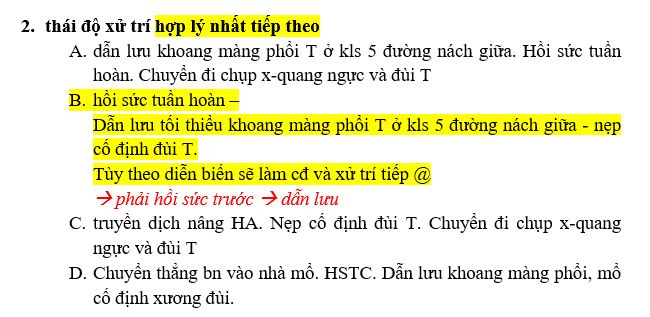 2. thái độ xử trí hợp lý nhất tiếp theo
A. dẫn lưu khoang màng phổi T ở kls 5 đường nách giữa. Hồi sức tuần
hoàn. Chuyển đi chụp x-quang ngực và đùi T
B. hồi sức tuần hoàn –
Dẫn lưu tối thiểu khoang màng phổi T ở kls 5 đường nách giữa - nẹp
cố định đùi T.
Tùy theo diễn biến sẽ làm cđ và xử trí tiếp @
→ phải hồi sức trước → dẫn lưu
C. truyền dịch nâng HA. Nẹp cố định đùi T. Chuyển đi chụp x-quang
ngực và đùi T
D. Chuyển thẳng bn vào nhà mổ. HSTC. Dẫn lưu khoang màng phổi, mổ
cố định xương đùi.